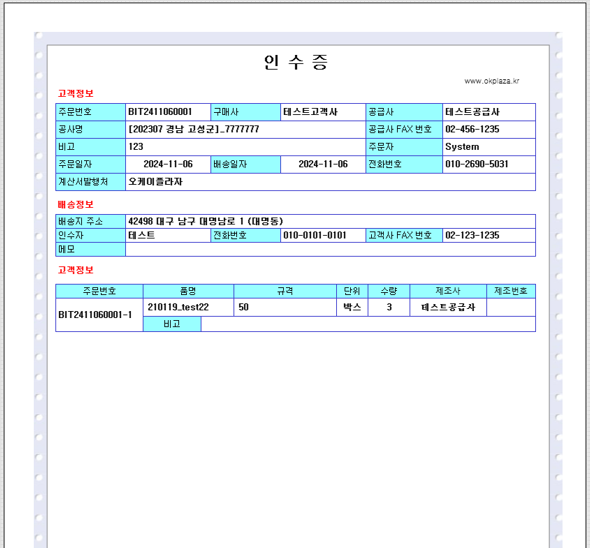 인 수 증
www.okplaza.kr
고객정보
주문번호 BIT2411060001 구매사 테스트고객사 공급사 테스트공급사
공사명 [202307 경남 고성군]_7777777 공급사 FAX 번호 02-456-1235
비고 123 주문자 System
주문일자 2024-11-06 배송일자 2024-11-06 전화번호 010-2690-5031
계산서발행처 오케이플라자
배송정보
배송지 주소 42498 대구 남구 대명남로 1 (대명동)
인수자 테스트 전화번호 010-0101-0101 고객사 FAX 번호 02-123-1235
메모
고객정보
주문번호 품명 규격 단위 수량 제조사 제조번호
BIT2411060001-1 210119_test22 50 박스 3 테스트공급사
비고